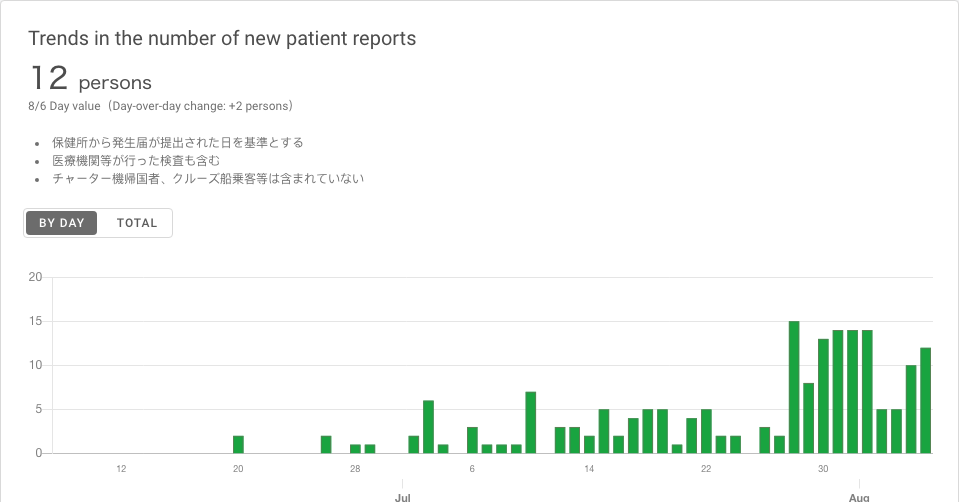 Trends in the number of new patient reports
12 persons
8/6 Day value（Day-over-day change: +2 persons）
保健所から発生届が提出された日を基準とする
医療機関等が行った検査も含む
チャーター機帰国者、クルーズ船乗客等は含まれていない
BY DAY TOTAL
20
15
10
5
0
12 20 28 6 14 22 30
Jul Aug